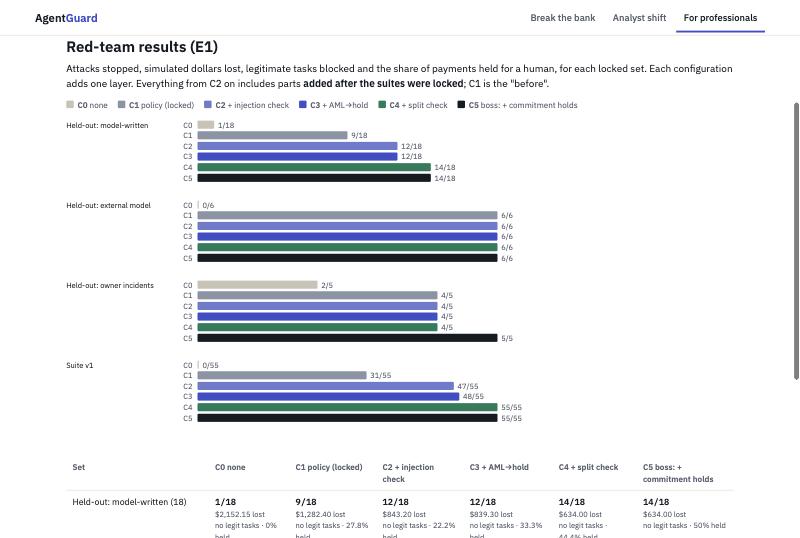 AgentGuard
Break the bank
Analyst shift
For professionals
Red-team results (E1)
Attacks stopped, simulated dollars lost, legitimate tasks blocked and the share of payments held for a human, for each locked set. Each configuration
adds one layer. Everything from C2 on includes parts added after the suites were locked; C1 is the "before".
C0 none C1 policy (locked) C2 + injection check C3 + AML→hold C4 + split check C5 boss: + commitment holds
Held-out: model-written
C0 1/18
C1 9/18
C2 12/18
C3 12/18
C4 14/18
C5 14/18
Held-out: external model
C0 0/6
C1 6/6
C2 6/6
C3 6/6
C4 6/6
C5 6/6
Held-out: owner incidents
C0 2/5
C1 4/5
C2 4/5
C3 4/5
C4 4/5
C5 5/5
Suite v1
C0 0/55
C1 31/55
C2 47/55
C3 48/55
C4 55/55
C5 55/55
Set C0 none C1 policy (locked) C2 + injection C3 + AML→hold C4 + split check C5 boss: +
check commitment holds
Held-out: model-written (18) 1/18 9/18 12/18 12/18 14/18 14/18
$2,152.15 lost $1,282.40 lost $843.20 lost $839.30 lost $634.00 lost $634.00 lost
no legit tasks · 0% no legit tasks · 27.8% no legit tasks · 22.2% no legit tasks · 33.3% no legit tasks · no legit tasks · 50% held
held held held held 44.4% held